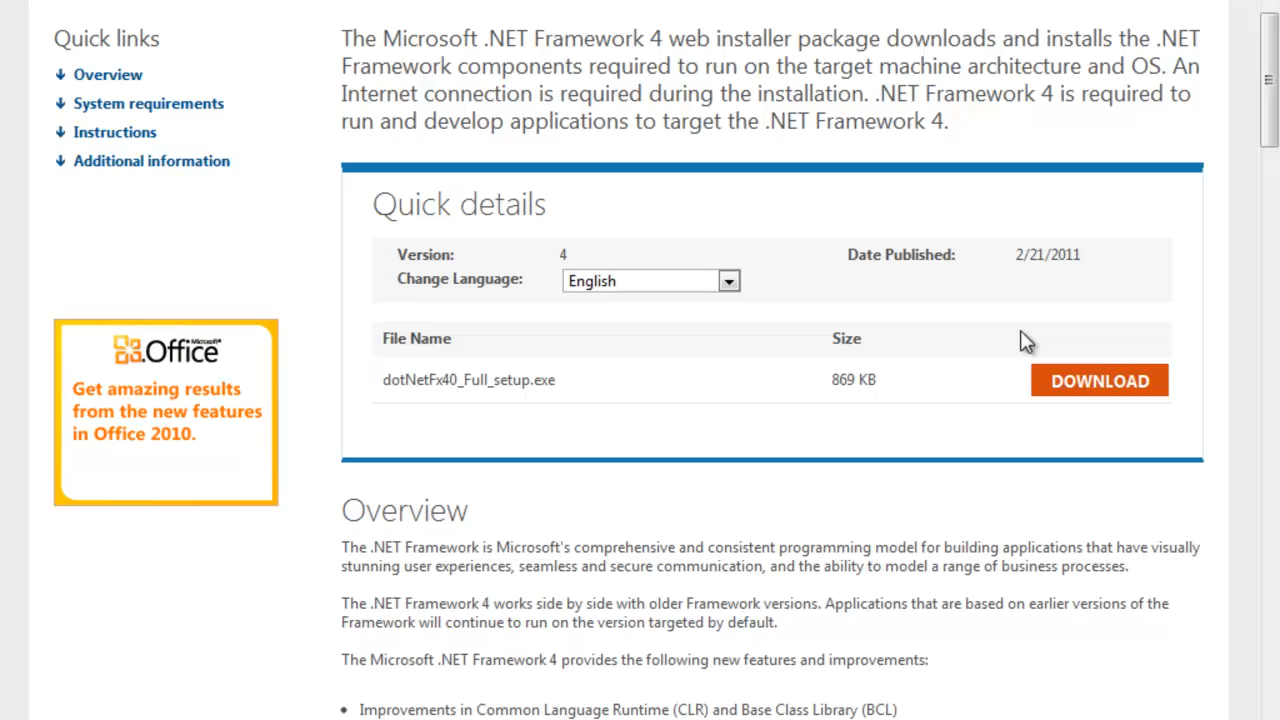 Quick links
Overview
System requirements
Instructions
Additional information
Microsoft®
Office
Get amazing results
from the new features
in Office 2010.
The Microsoft .NET Framework 4 web installer package downloads and installs the .NET
Framework components required to run on the target machine architecture and OS. An
Internet connection is required during the installation. .NET Framework 4 is required to
run and develop applications to target the .NET Framework 4.
Quick details
Version: 4 Date Published: 2/21/2011
Change Language: English
File Name Size
dotNetFx40_Full_setup.exe 869 KB DOWNLOAD
Overview
The .NET Framework is Microsoft's comprehensive and consistent programming model for building applications that have visually
stunning user experiences, seamless and secure communication, and the ability to model a range of business processes.
The .NET Framework 4 works side by side with older Framework versions. Applications that are based on earlier versions of the
Framework will continue to run on the version targeted by default.
The Microsoft .NET Framework 4 provides the following new features and improvements:
• Improvements in Common Language Runtime (CLR) and Base Class Library (BCL)